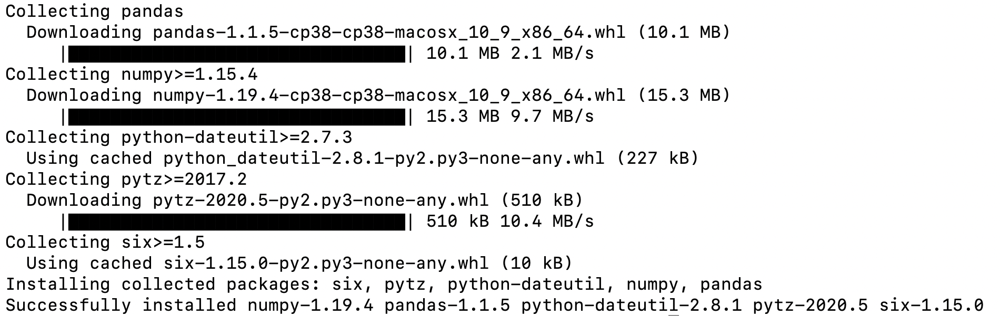 Collecting pandas
  Downloading pandas-1.1.5-cp38-cp38-macosx_10_9_x86_64.whl (10.1 MB)
     |████████████████████████████████| 10.1 MB 2.1 MB/s
Collecting numpy>=1.15.4
  Downloading numpy-1.19.4-cp38-cp38-macosx_10_9_x86_64.whl (15.3 MB)
     |████████████████████████████████| 15.3 MB 9.7 MB/s
Collecting python-dateutil>=2.7.3
  Using cached python_dateutil-2.8.1-py2.py3-none-any.whl (227 kB)
Collecting pytz>=2017.2
  Downloading pytz-2020.5-py2.py3-none-any.whl (510 kB)
     |████████████████████████████████| 510 kB 10.4 MB/s
Collecting six>=1.5
  Using cached six-1.15.0-py2.py3-none-any.whl (10 kB)
Installing collected packages: six, pytz, python-dateutil, numpy, pandas
Successfully installed numpy-1.19.4 pandas-1.1.5 python-dateutil-2.8.1 pytz-2020.5 six-1.15.0